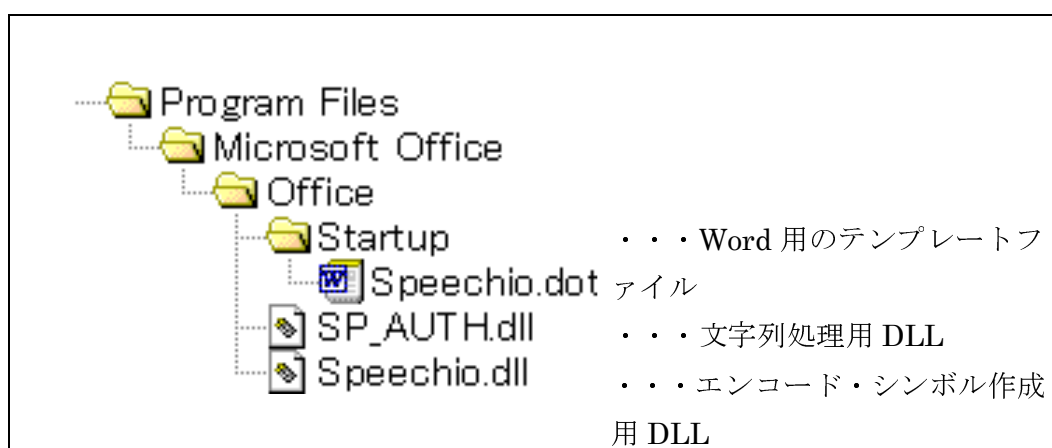 Program Files
Microsoft Office
Office
Startup
・・・Word 用のテンプレートフ
Speechio.dot
ァイル
SP_AUTH.dll
・・・文字列処理用 DLL
Speechio.dll
・・・エンコード・シンボル作成
用 DLL